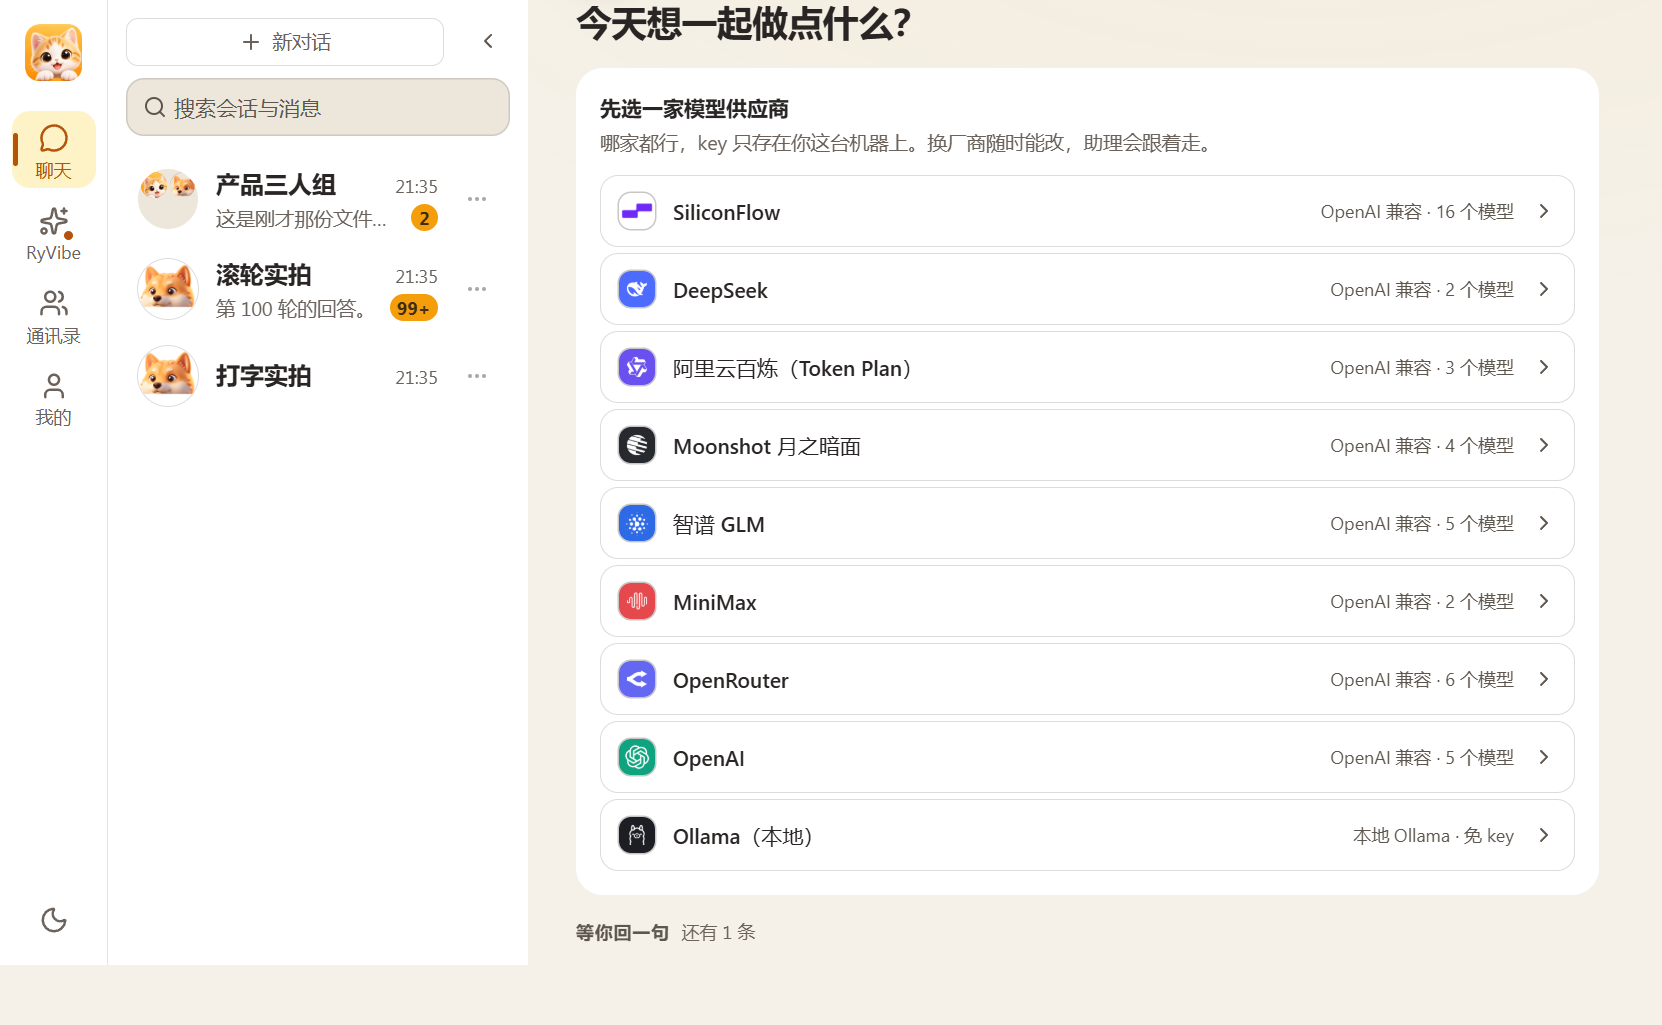 聊天
RyVibe
通讯录
我的
新对话
搜索会话与消息
产品三人组 21:35
这是刚才那份文件... 2
滚轮实拍 21:35
第 100 轮的回答。 99+
打字实拍 21:35
今天想一起做点什么？
先选一家模型供应商
哪家都行，key 只存在你这台机器上。换厂商随时能改，助理会跟着走。
SiliconFlow OpenAI 兼容 · 16 个模型
DeepSeek OpenAI 兼容 · 2 个模型
阿里云百炼（Token Plan） OpenAI 兼容 · 3 个模型
Moonshot 月之暗面 OpenAI 兼容 · 4 个模型
智谱 GLM OpenAI 兼容 · 5 个模型
MiniMax OpenAI 兼容 · 2 个模型
OpenRouter OpenAI 兼容 · 6 个模型
OpenAI OpenAI 兼容 · 5 个模型
Ollama（本地） 本地 Ollama · 免 key
等你回一句 还有 1 条